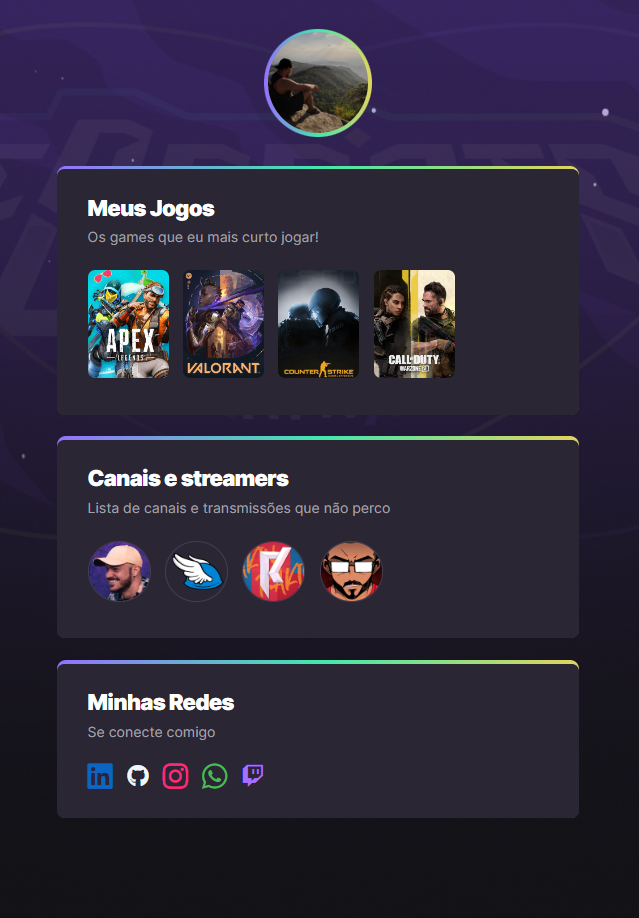 Meus Jogos
Os games que eu mais curto jogar!
APEX
LEGENDS
VALORANT
COUNTER STRIKE
CALL OF DUTY
WARZONE
Canais e streamers
Lista de canais e transmissões que não perco
Minhas Redes
Se conecte comigo
in